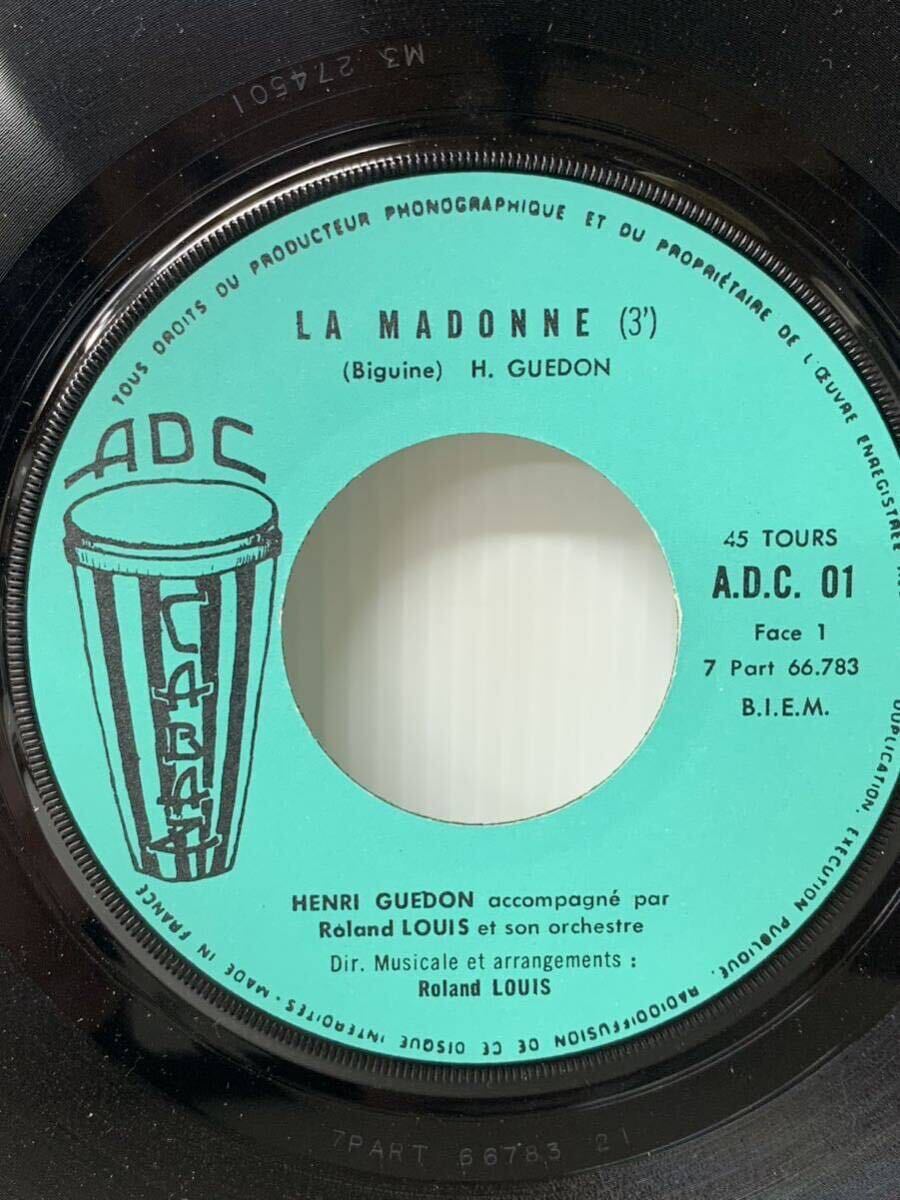 M3 274501
TOUS DROITS DU PRODUCTEUR PHONOGRAPHIQUE ET DU PROPRIÉTAIRE DE L'ŒUVRE ENREGISTRÉE
DUPLICATION, EXÉCUTION PUBLIQUE, RADIODIFFUSION DE CE DISQUE INTERDITES - MADE IN FRANCE
LA MADONNE (3')
(Biguine) H. GUEDON
ADC
45 TOURS
A.D.C. 01
Face 1
7 Part 66.783
B.I.E.M.
HENRI GUEDON accompagné par
Roland LOUIS et son orchestre
Dir. Musicale et arrangements :
Roland LOUIS
7PART 66783 21